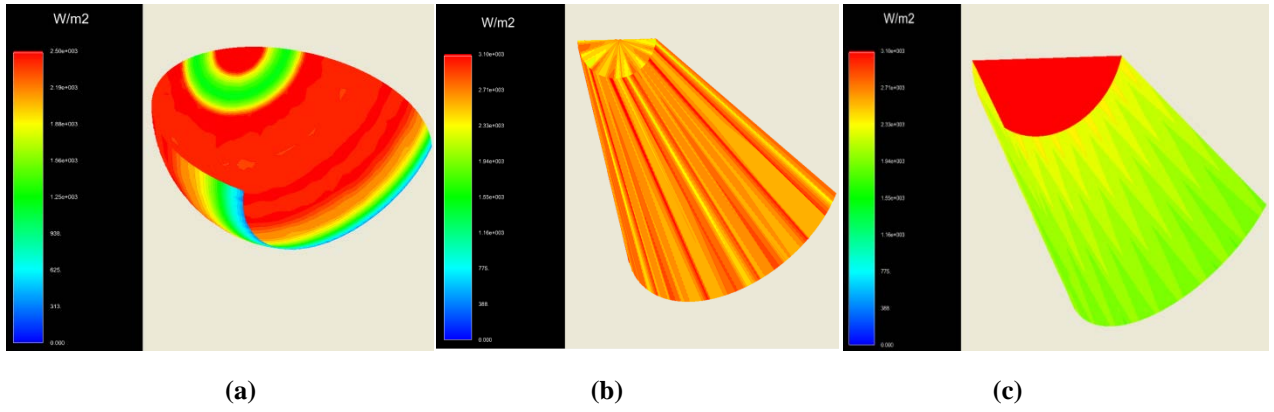 W/m2
2.50e+003
2.19e+003
1.88e+003
1.56e+003
1.25e+003
938.
625.
313.
0.000
W/m2
3.10e+003
2.71e+003
2.33e+003
1.94e+003
1.55e+003
1.16e+003
775.
388.
0.000
W/m2
3.10e+003
2.71e+003
2.33e+003
1.94e+003
1.55e+003
1.16e+003
775.
388.
0.000
(a)
(b)
(c)